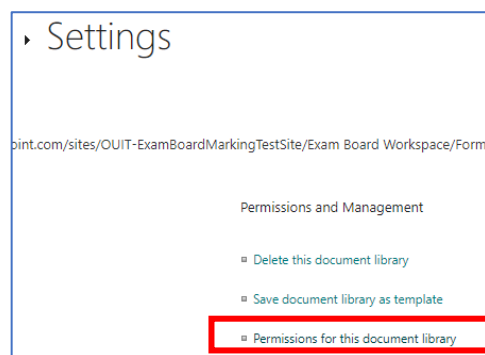 Settings
oint.com/sites/OUIT-ExamBoardMarkingTestSite/Exam Board Workspace/Form
Permissions and Management
Delete this document library
Save document library as template
Permissions for this document library